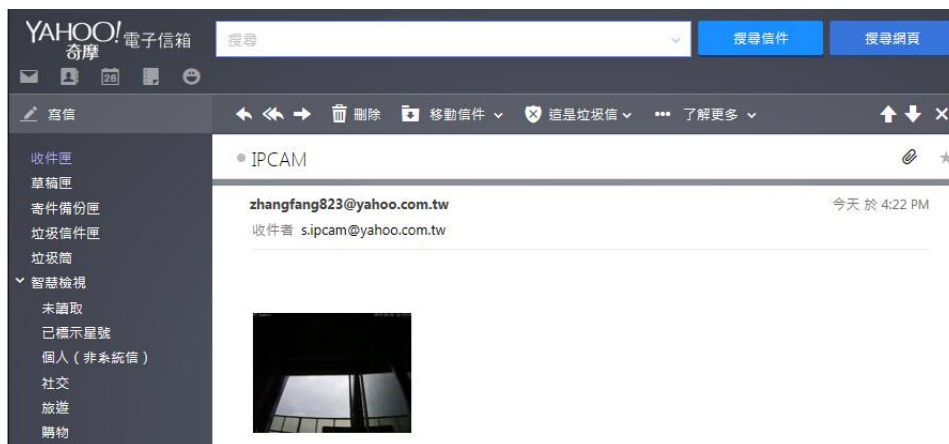 YAHOO! 電子信箱
奇摩
搜尋
搜尋信件
搜尋網頁
26
寫信
刪除
移動信件
這是垃圾信
了解更多
收件匣
草稿匣
寄件備份匣
垃圾信件匣
垃圾筒
智慧檢視
未讀取
已標示星號
個人(非系統信)
社交
旅遊
購物
IPCAM
zhangfang823@yahoo.com.tw
今天 於 4:22 PM
收件者 s.ipcam@yahoo.com.tw